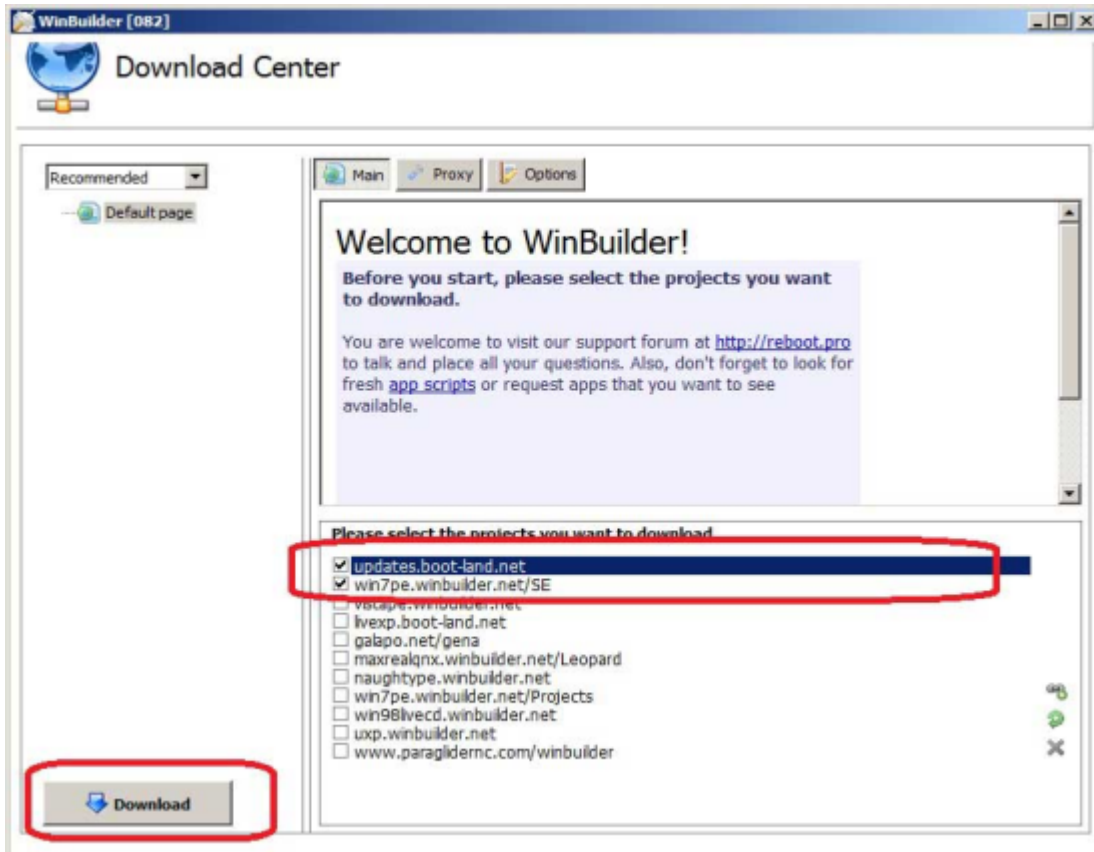 WinBuilder [082]
Download Center
Recommended
Default page
Main
Proxy
Options
Welcome to WinBuilder!
Before you start, please select the projects you want
to download.
You are welcome to visit our support forum at http://reboot.pro
to talk and place all your questions. Also, don't forget to look for
fresh app scripts or request apps that you want to see
available.
Please select the projects you want to download
updates.boot-land.net
win7pe.winbuilder.net/SE
vistape.winbuilder.net
livexp.boot-land.net
galapo.net/gena
maxrealqnx.winbuilder.net/Leopard
naughtype.winbuilder.net
win7pe.winbuilder.net/Projects
win98livecd.winbuilder.net
uxp.winbuilder.net
www.paraglidernc.com/winbuilder
Download